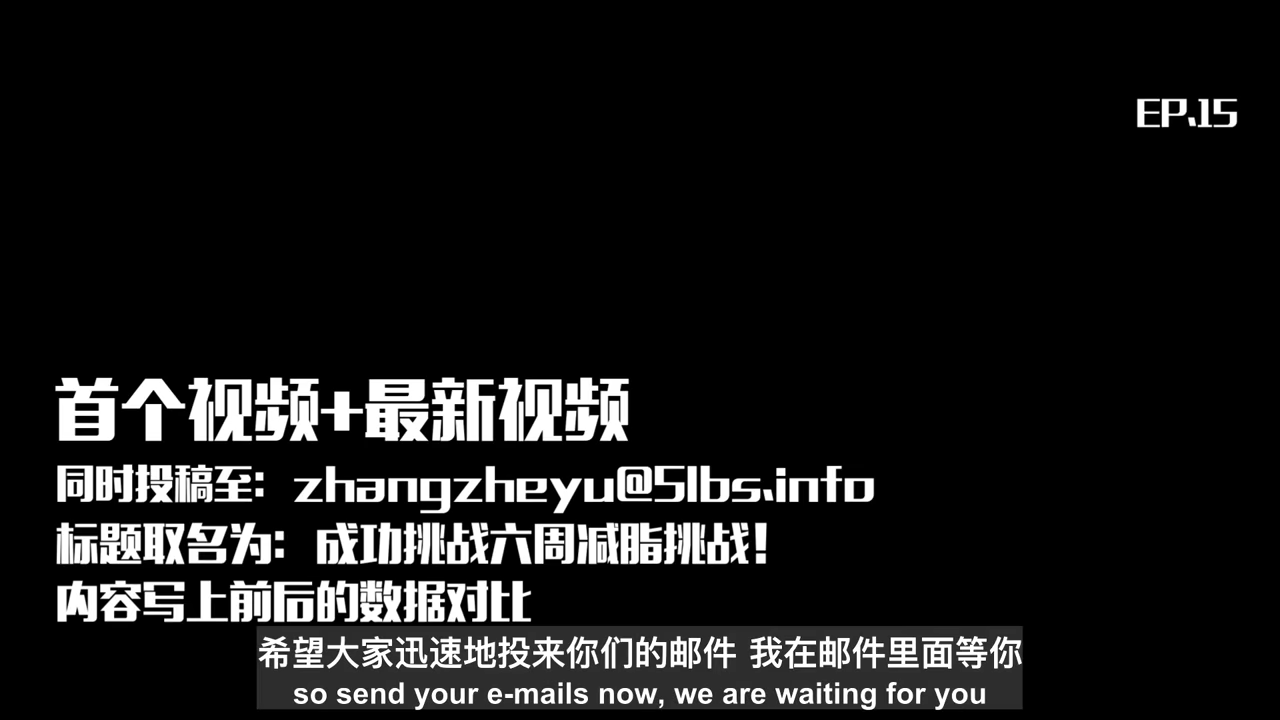 EP.15
首个视频+最新视频
同时投稿至：zhangzheyu@5lbs.info
标题取名为：成功挑战六周减脂挑战！
内容写上前后的数据对比
希望大家迅速地投来你们的邮件 我在邮件里面等你
so send your e-mails now, we are waiting for you